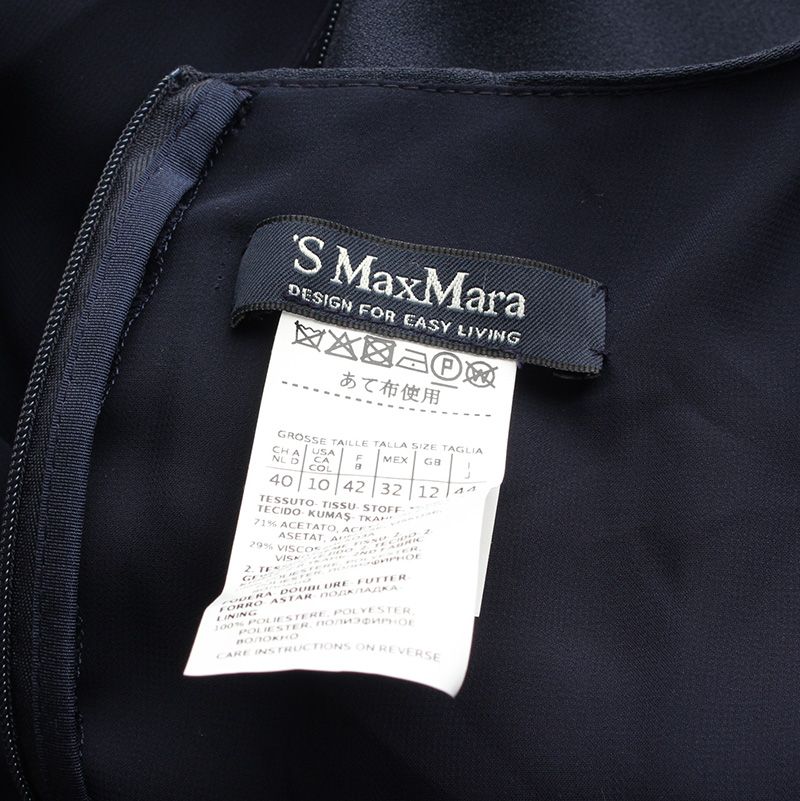 'S MaxMara
DESIGN FOR EASY LIVING
P
あて布使用
GRÖSSE TAILLE TALLA SIZE TAGLIA
CH A USA F MEX GB I
NL D CA B J
COL
40 10 42 32 12 44
TESSUTO- TISSU- STOFF-
TECIDO- KUMAŞ-
71% ACETATO,
ASETAT,
29%
2.
FODERA- DOUBLURE- FUTTER-
FORRO- ASTAR- ПОДКЛАДКА-
LINING
100% POLIESTERE, POLYESTER,
POLIESTER, ПОЛИЭФИРНОЕ
ВОЛОКНО
CARE INSTRUCTIONS ON REVERSE